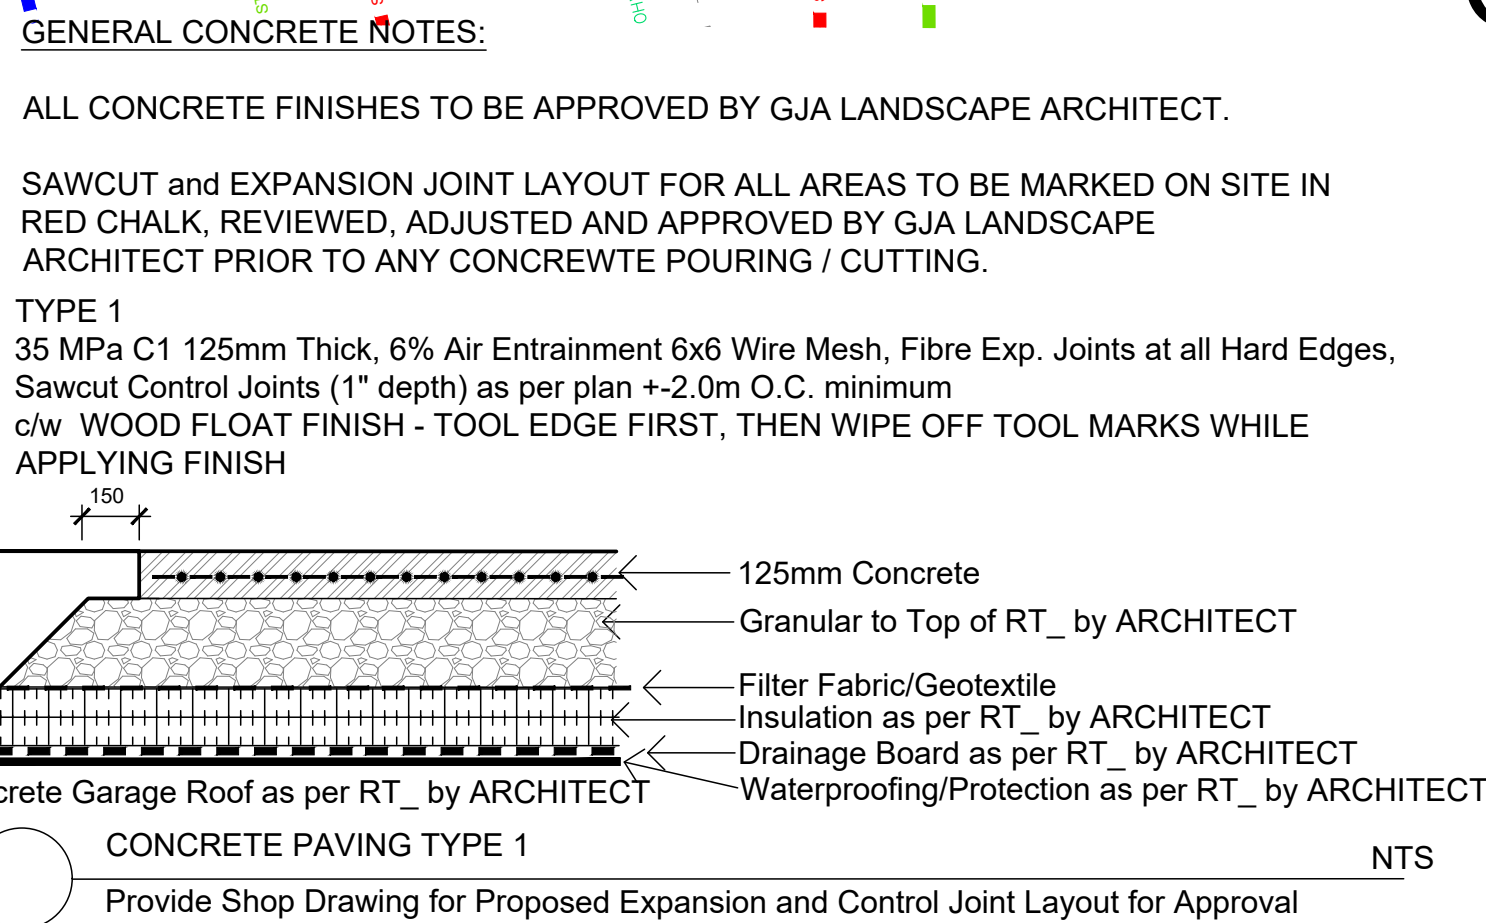 GENERAL CONCRETE NOTES:
ALL CONCRETE FINISHES TO BE APPROVED BY GJA LANDSCAPE ARCHITECT.
SAWCUT and EXPANSION JOINT LAYOUT FOR ALL AREAS TO BE MARKED ON SITE IN
RED CHALK, REVIEWED, ADJUSTED AND APPROVED BY GJA LANDSCAPE
ARCHITECT PRIOR TO ANY CONCREWTE POURING / CUTTING.
TYPE 1
35 MPa C1 125mm Thick, 6% Air Entrainment 6x6 Wire Mesh, Fibre Exp. Joints at all Hard Edges,
Sawcut Control Joints (1" depth) as per plan +-2.0m O.C. minimum
c/w WOOD FLOAT FINISH - TOOL EDGE FIRST, THEN WIPE OFF TOOL MARKS WHILE
APPLYING FINISH
150
125mm Concrete
Granular to Top of RT_ by ARCHITECT
Filter Fabric/Geotextile
Insulation as per RT_ by ARCHITECT
Drainage Board as per RT_ by ARCHITECT
Waterproofing/Protection as per RT_ by ARCHITECT
crete Garage Roof as per RT_ by ARCHITECT
CONCRETE PAVING TYPE 1
NTS
Provide Shop Drawing for Proposed Expansion and Control Joint Layout for Approval